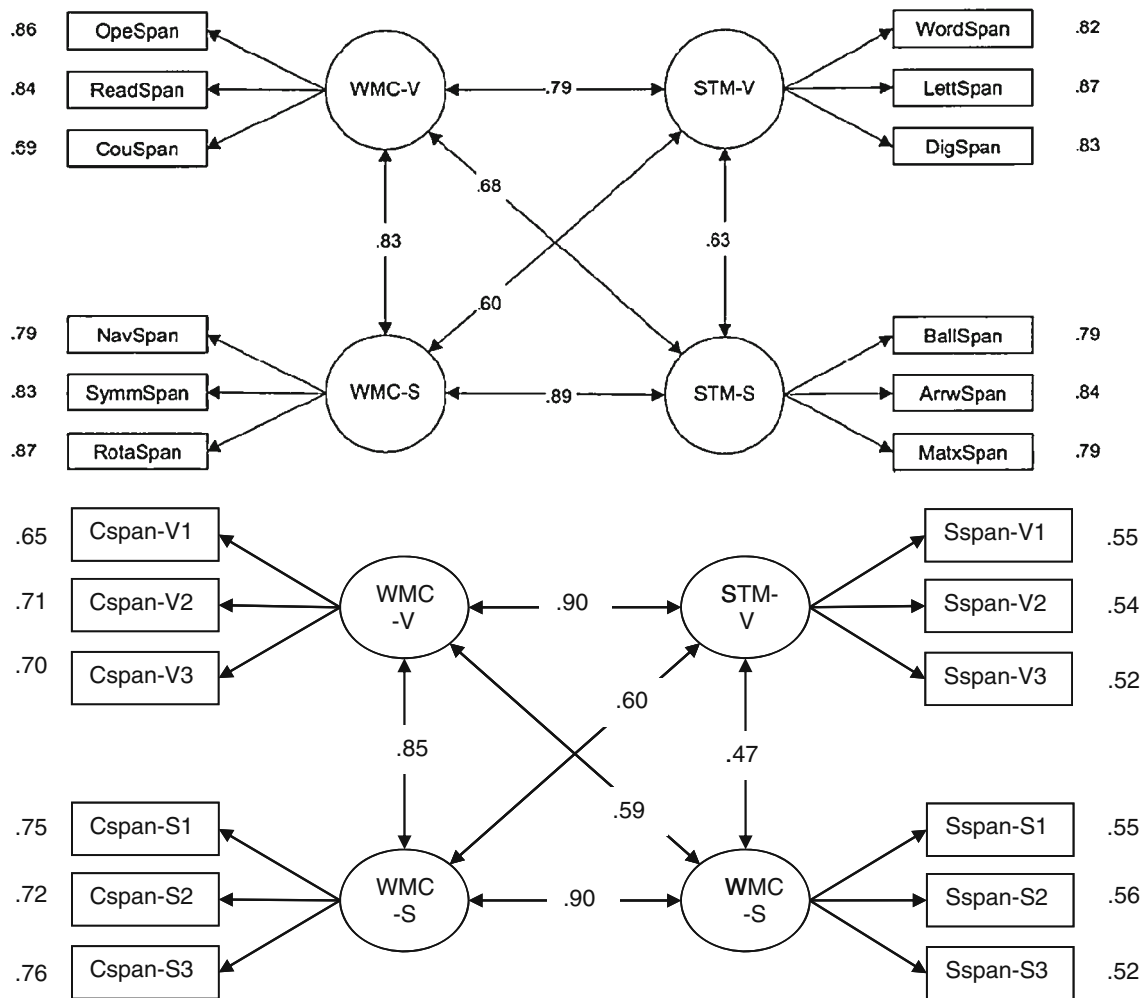 .86 OpeSpan WordSpan .82
.84 ReadSpan WMC-V .79 STM-V LettSpan .87
.69 CouSpan DigSpan .83
.68
.83 .63
.60
.79 NavSpan BallSpan .79
.83 SymmSpan WMC-S .89 STM-S ArrwSpan .84
.87 RotaSpan MatxSpan .79
.65 Cspan-V1 Sspan-V1 .55
.71 Cspan-V2 WMC .90 STM- Sspan-V2 .54
-V V
.70 Cspan-V3 Sspan-V3 .52
.60
.85 .47
.59
.75 Cspan-S1 Sspan-S1 .55
.72 Cspan-S2 WMC .90 WMC Sspan-S2 .56
-S -S
.76 Cspan-S3 Sspan-S3 .52